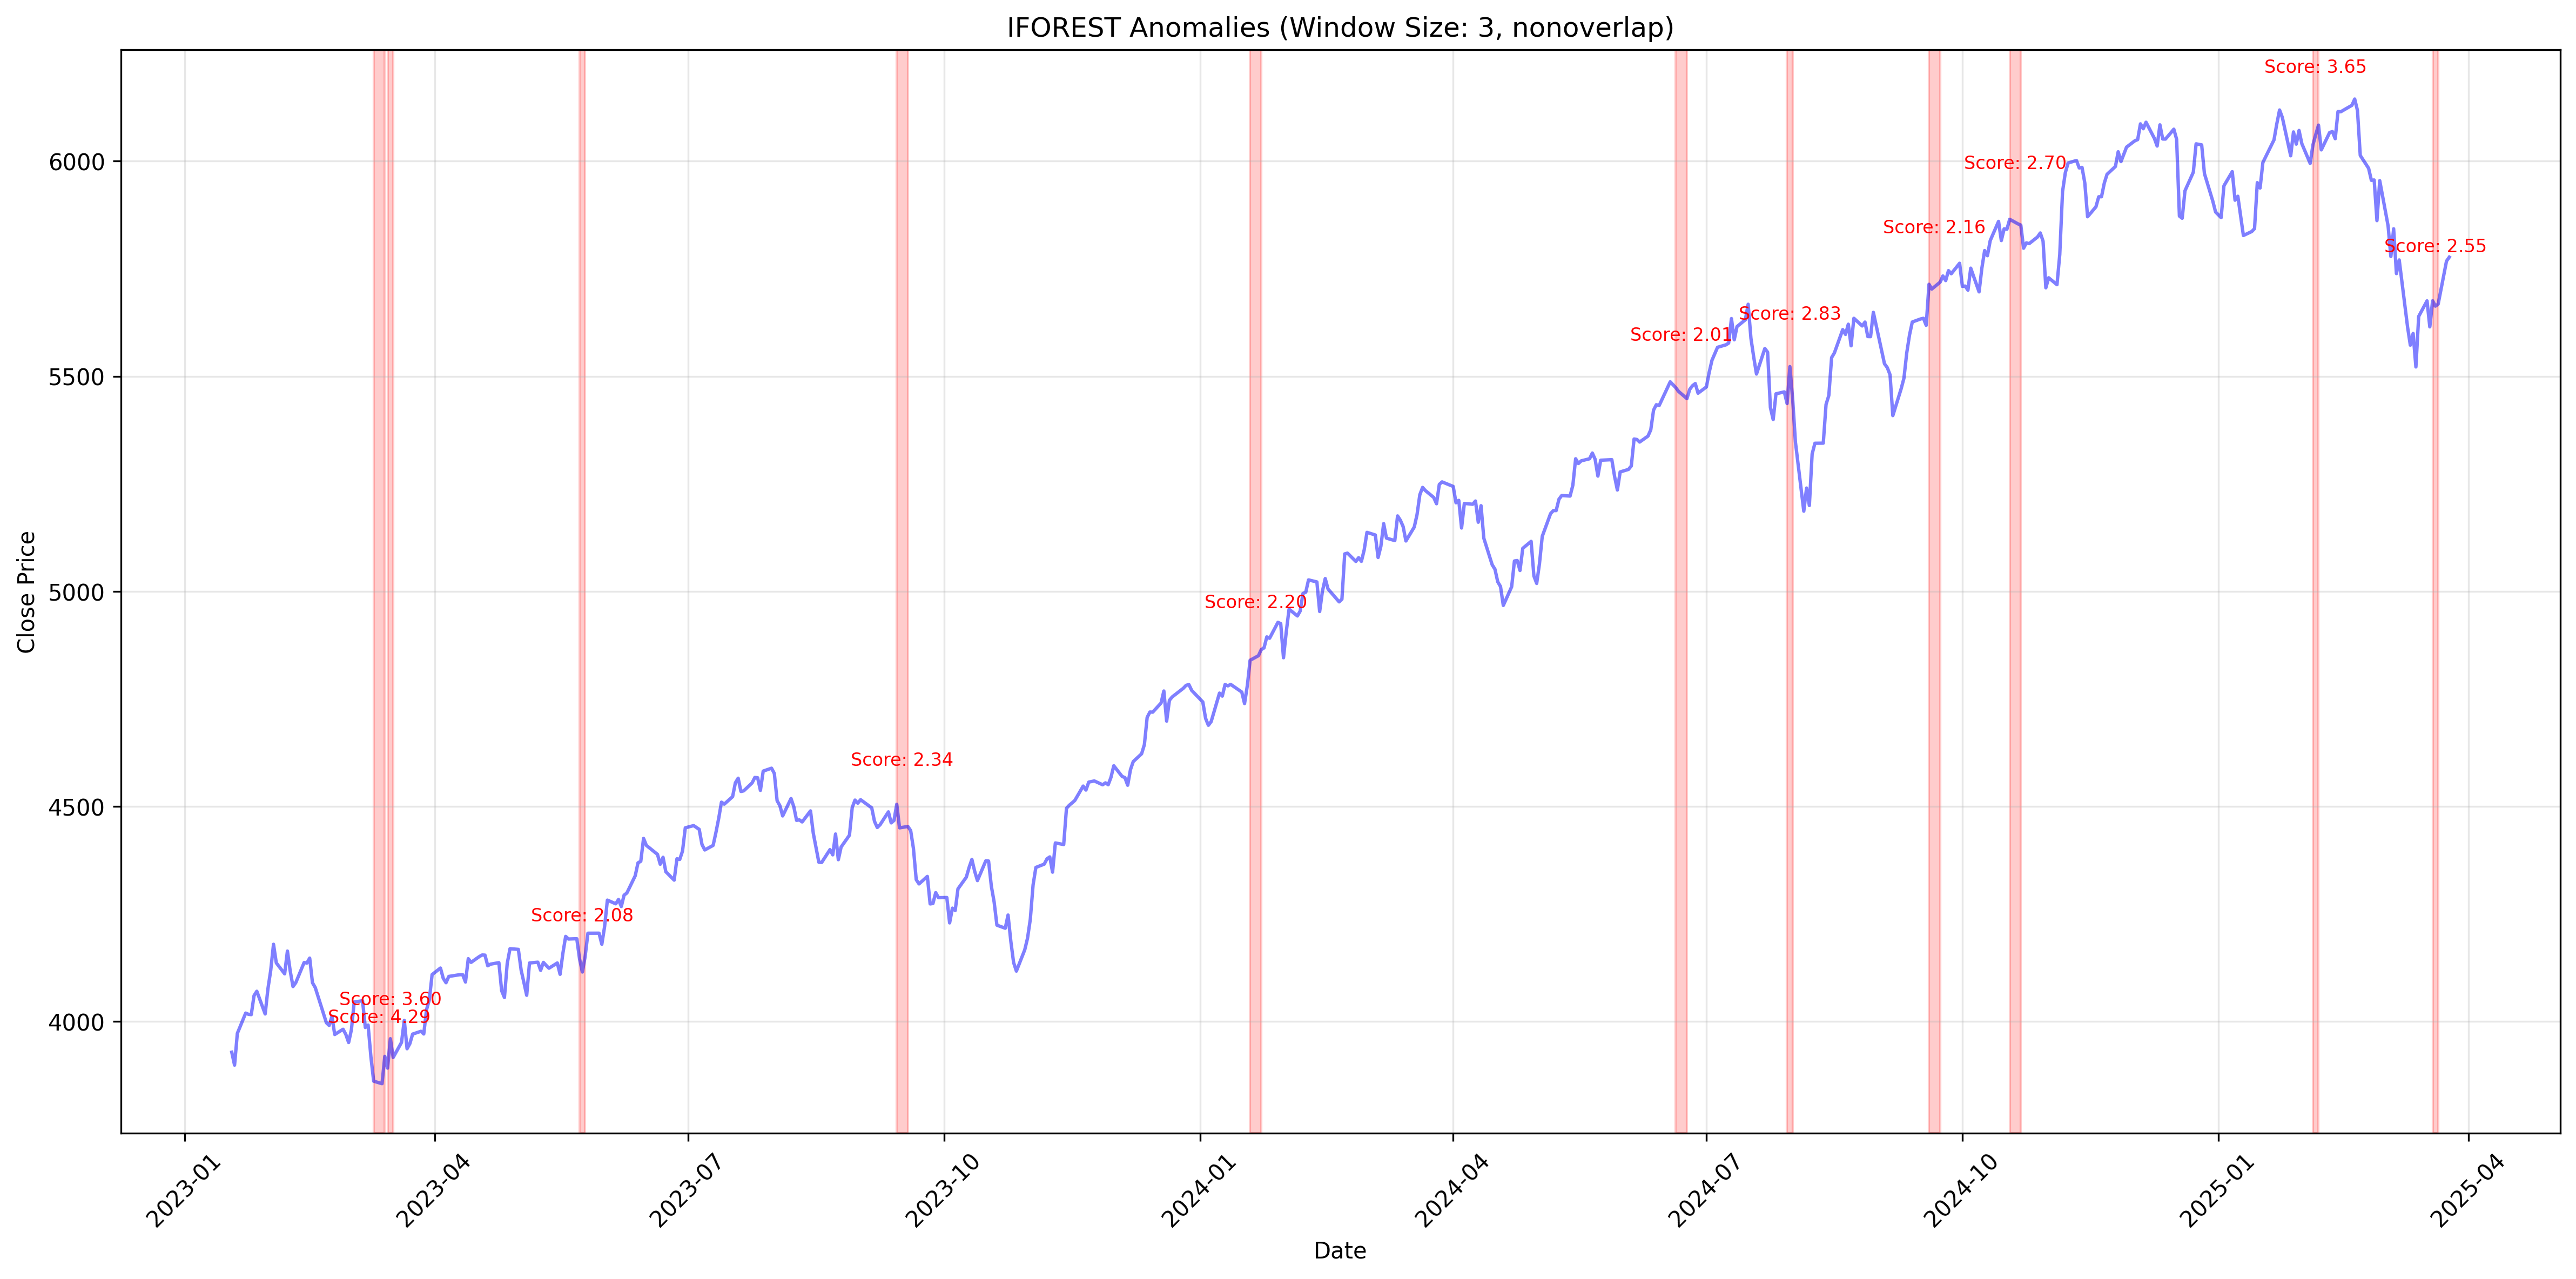 IFOREST Anomalies (Window Size: 3, nonoverlap)
Score: 3.65
6000
Score: 2.70
Score: 2.16
Score: 2.55
Score: 2.83
Score: 2.01
5500
Close Price
Score: 2.20
5000
Score: 2.34
4500
Score: 2.08
Score: 3.60
Score: 4.29
4000
2023-01
2023-04
2023-07
2023-10
2024-01
2024-04
2024-07
2024-10
2025-01
2025-04
Date